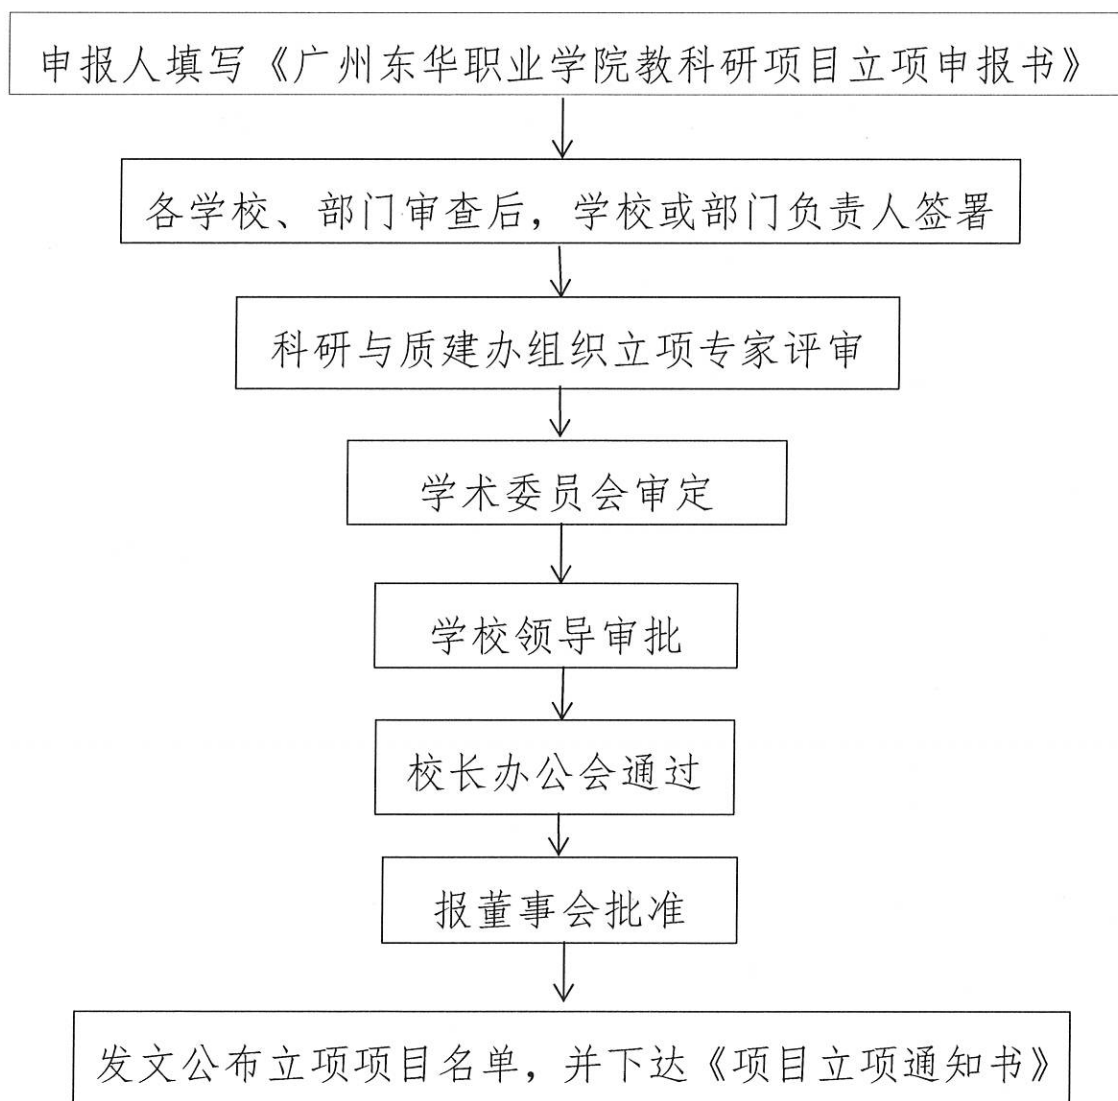 申报人填写《广州东华职业学院教科研项目立项申报书》
各学校、部门审查后，学校或部门负责人签署
科研与质建办组织立项专家评审
学术委员会审定
学校领导审批
校长办公会通过
报董事会批准
发文公布立项项目名单，并下达《项目立项通知书》